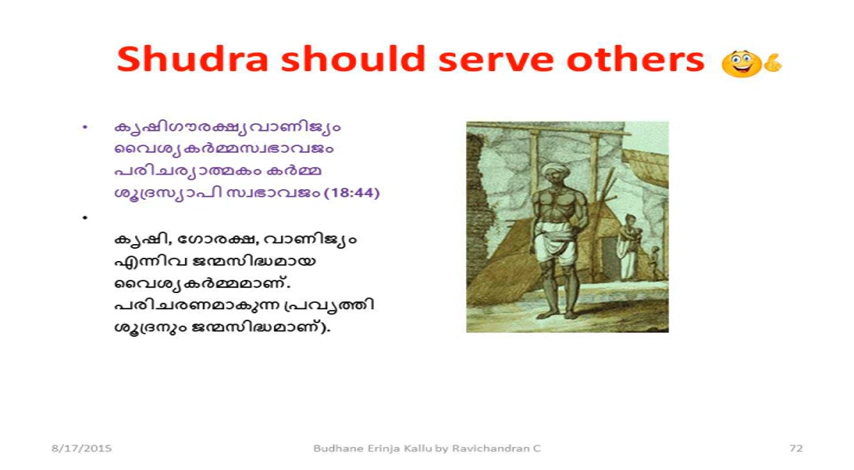 Shudra should serve others
• കൃഷിഗൗരക്ഷ്യവാണിജ്യം
വൈശ്യകർമ്മസ്വഭാവജം
പരിചര്യാത്മകം കർമ്മ
ശൂദ്രസ്യാപി സ്വഭാവജം (18:44)
•
കൃഷി, ഗോരക്ഷ, വാണിജ്യം
എന്നിവ ജന്മസിദ്ധമായ
വൈശ്യകർമ്മമാണ്.
പരിചരണമാകുന്ന പ്രവൃത്തി
ശൂദ്രനും ജന്മസിദ്ധമാണ്).
8/17/2015
Budhane Erinja Kallu by Ravichandran C
72